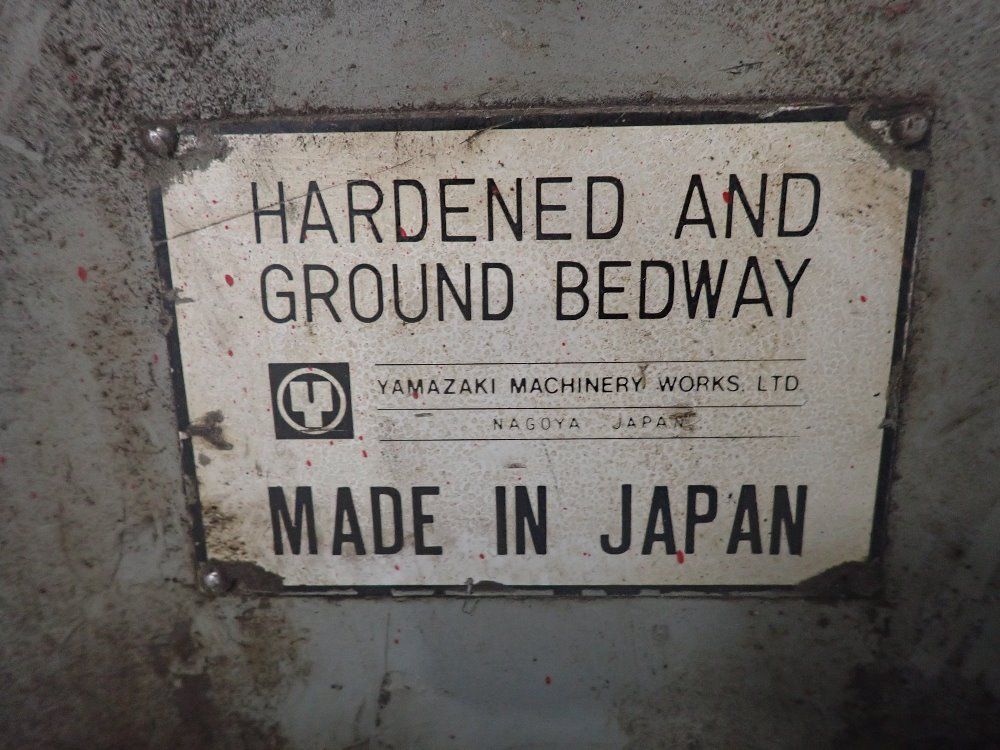 HARDENED AND
GROUND BEDWAY
Y
YAMAZAKI MACHINERY WORKS, LTD.
NAGOYA JAPAN
MADE IN JAPAN